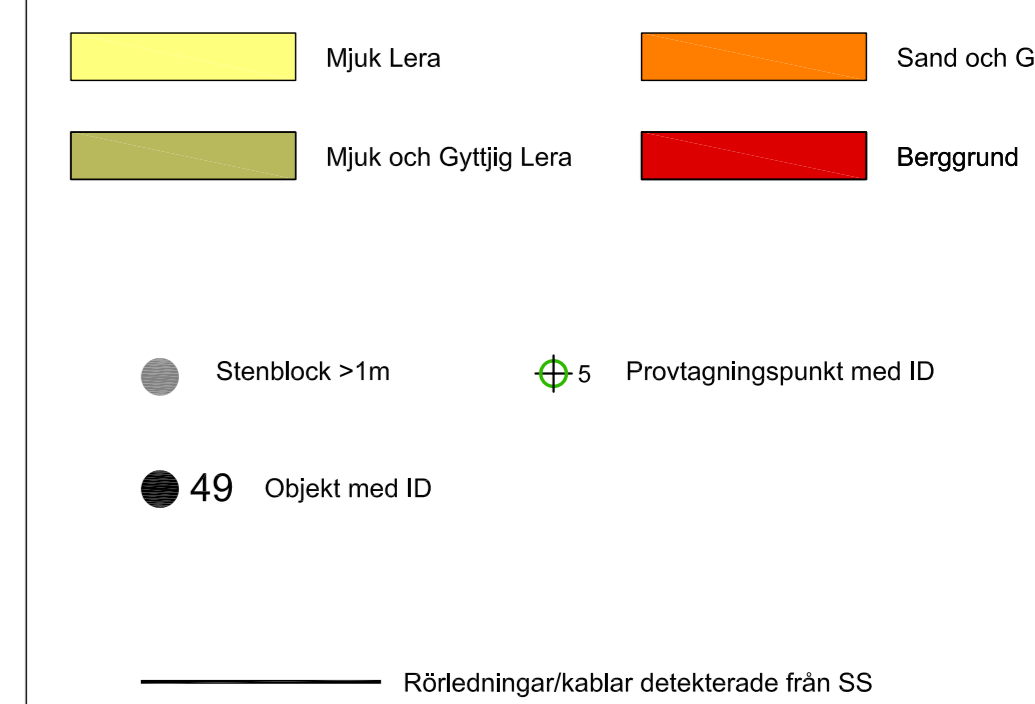 Mjuk Lera
Sand och G
Mjuk och Gyttjig Lera
Berggrund
Stenblock >1m
5
Provtagningspunkt med ID
49
Objekt med ID
Rörledningar/kablar detekterade från SS